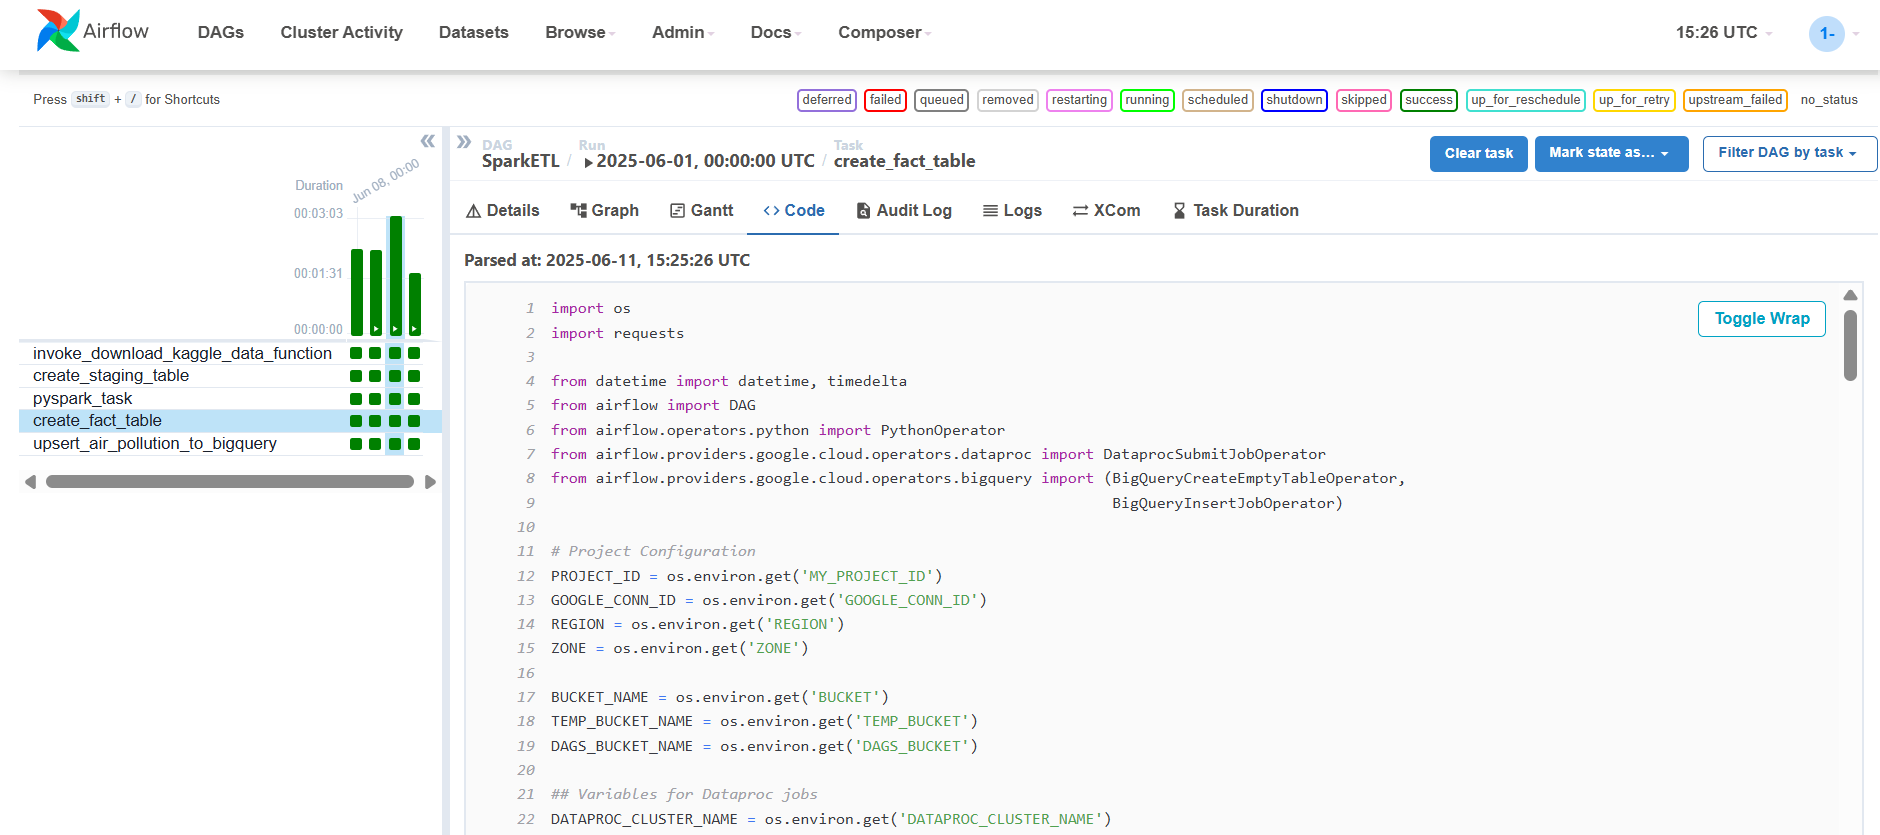 Airflow
DAGs
Cluster Activity
Datasets
Browse
Admin
Docs
Composer
15:26 UTC
1-
Press shift + / for Shortcuts
deferred
failed
queued
removed
restarting
running
scheduled
shutdown
skipped
success
up_for_reschedule
up_for_retry
upstream_failed
no_status
Duration
Jun 08, 00:00
00:03:03
00:01:31
00:00:00
invoke_download_kaggle_data_function
create_staging_table
pyspark_task
create_fact_table
upsert_air_pollution_to_bigquery
DAG
SparkETL
/
Run
2025-06-01, 00:00:00 UTC
/
Task
create_fact_table
Clear task
Mark state as...
Filter DAG by task
Details
Graph
Gantt
Code
Audit Log
Logs
XCom
Task Duration
Parsed at: 2025-06-11, 15:25:26 UTC
Toggle Wrap
1 import os
2 import requests
3
4 from datetime import datetime, timedelta
5 from airflow import DAG
6 from airflow.operators.python import PythonOperator
7 from airflow.providers.google.cloud.operators.dataproc import DataprocSubmitJobOperator
8 from airflow.providers.google.cloud.operators.bigquery import (BigQueryCreateEmptyTableOperator,
9 BigQueryInsertJobOperator)
10
11 # Project Configuration
12 PROJECT_ID = os.environ.get('MY_PROJECT_ID')
13 GOOGLE_CONN_ID = os.environ.get('GOOGLE_CONN_ID')
14 REGION = os.environ.get('REGION')
15 ZONE = os.environ.get('ZONE')
16
17 BUCKET_NAME = os.environ.get('BUCKET')
18 TEMP_BUCKET_NAME = os.environ.get('TEMP_BUCKET')
19 DAGS_BUCKET_NAME = os.environ.get('DAGS_BUCKET')
20
21 ## Variables for Dataproc jobs
22 DATAPROC_CLUSTER_NAME = os.environ.get('DATAPROC_CLUSTER_NAME')